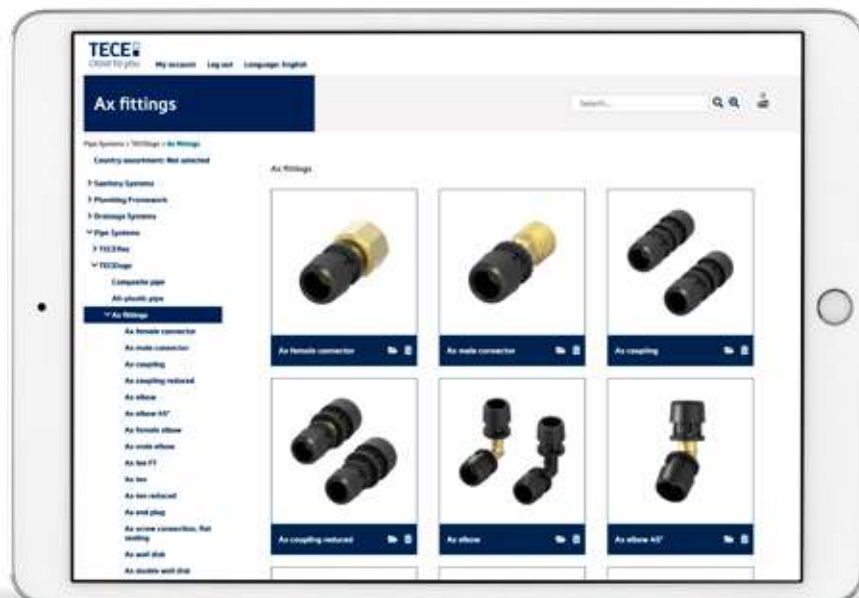 TECE
close to you
My account Log out Language: English
Ax fittings
Search...
Pipe Systems > TECElogo > Ax fittings
Country assortment: Not selected
Ax fittings
Sanitary Systems
Plumbing Framework
Drainage Systems
Pipe Systems
TECEflex
TECElogo
Composite pipe
All-plastic pipe
Ax fittings
Ax female connector
Ax male connector
Ax coupling
Ax coupling reduced
Ax elbow
Ax elbow 45°
Ax female elbow
Ax male elbow
Ax tee FT
Ax tee
Ax tee reduced
Ax end plug
Ax screw connection, flat
sealing
Ax wall disk
Ax double wall disk
Ax female connector
Ax male connector
Ax coupling
Ax coupling reduced
Ax elbow
Ax elbow 45°